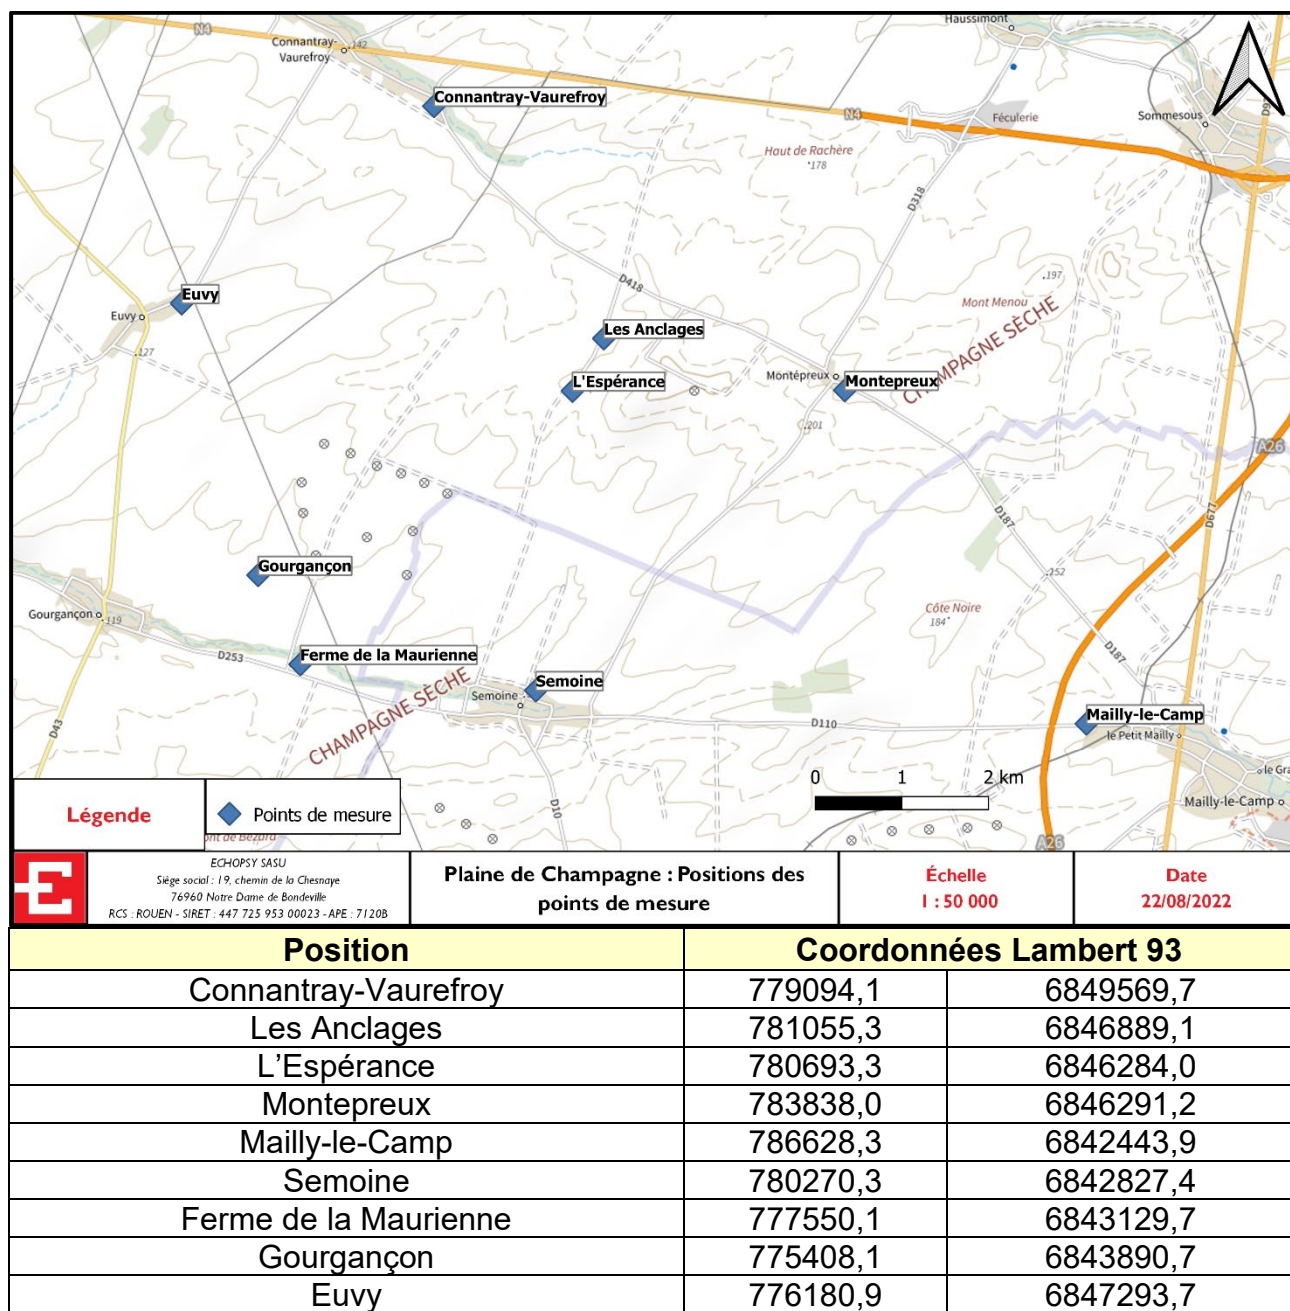 N4
Haussimont
Connantray-
Vaurefroy
142
Connantray-Vaurefroy
N4
Féculerie
Sommesous
Haut de Rachère
178
D318
D418
197
Mont Menou
Euvy
Euvy
127
Les Anclages
CHAMPAGNE SÈCHE
L'Espérance
Montépreux
Montepreux
201
A26
D187
D677
Gourgançon
252
Gourgançon
119
Côte Noire
184
D253
Ferme de la Maurienne
D187
CHAMPAGNE SÈCHE
Semoine
Semoine
Mailly-le-Camp
D110
le Petit Mailly
D43
le Gra
0 1 2 km
Mailly-le-Camp
D10
Légende
Points de mesure
ont de Bézard
A26
ECHOPSY SASU
Siège social : 19, chemin de la Chesnaye
76960 Notre Dame de Bondeville
RCS : ROUEN - SIRET : 447 725 953 00023 - APE : 7120B
Plaine de Champagne : Positions des
points de mesure
Échelle
1 : 50 000
Date
22/08/2022
Position Coordonnées Lambert 93
Connantray-Vaurefroy 779094,1 6849569,7
Les Anclages 781055,3 6846889,1
L’Espérance 780693,3 6846284,0
Montepreux 783838,0 6846291,2
Mailly-le-Camp 786628,3 6842443,9
Semoine 780270,3 6842827,4
Ferme de la Maurienne 777550,1 6843129,7
Gourgançon 775408,1 6843890,7
Euvy 776180,9 6847293,7